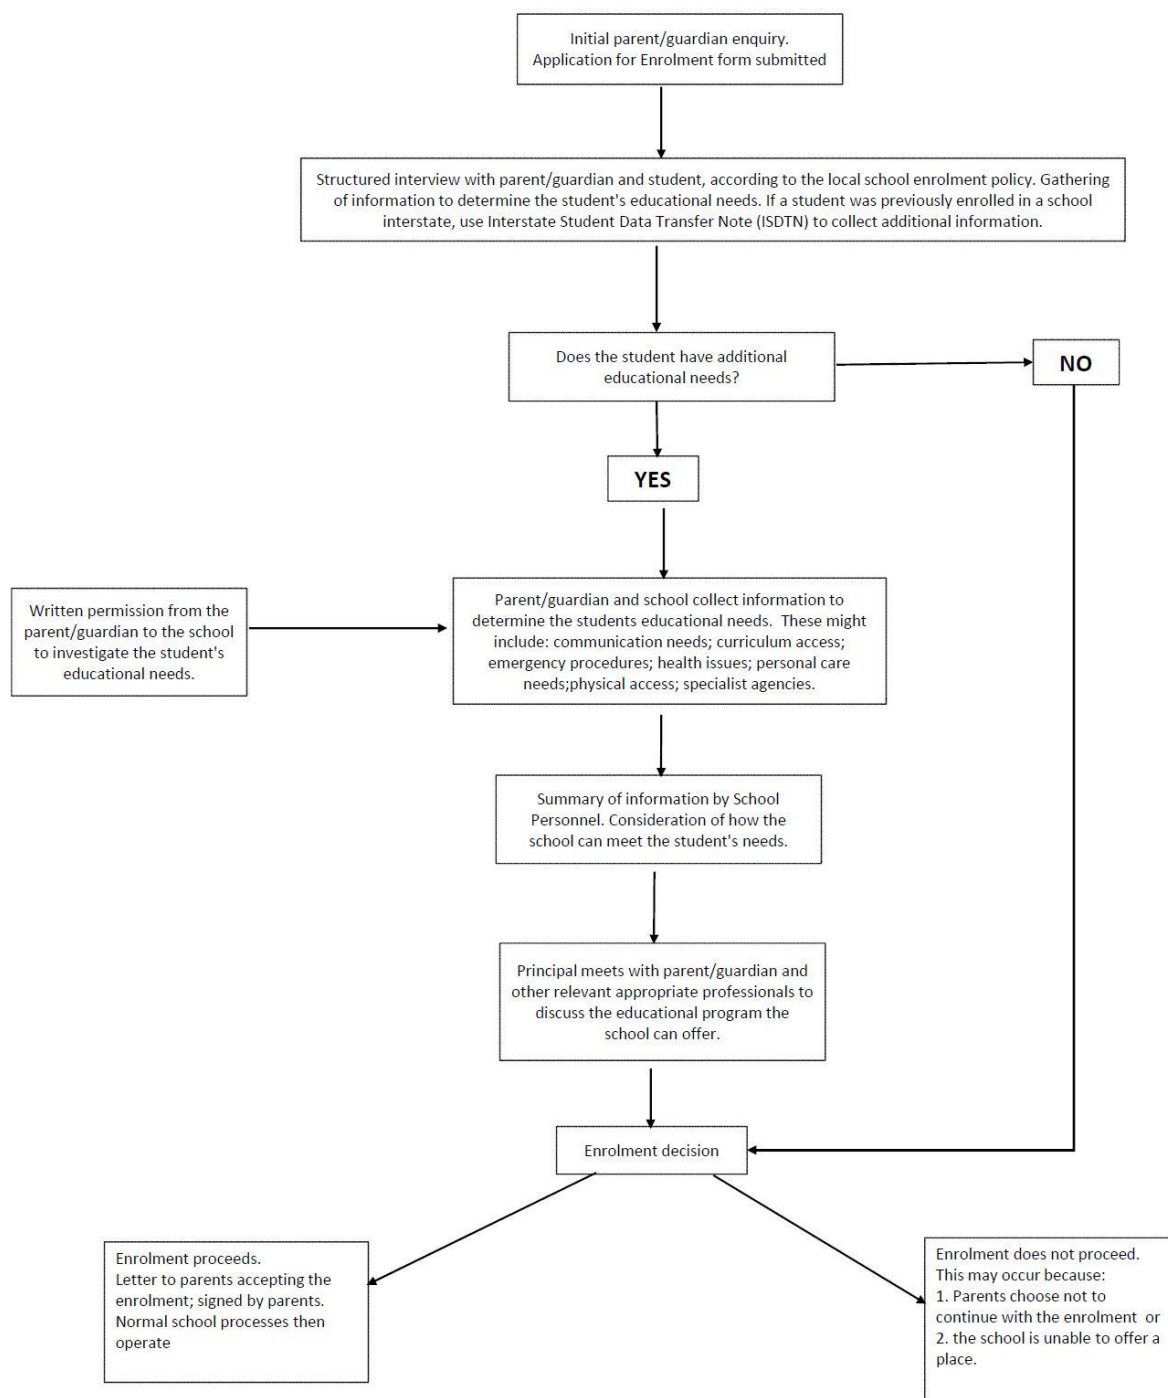 Initial parent/guardian enquiry.
Application for Enrolment form submitted
Structured interview with parent/guardian and student, according to the local school enrolment policy. Gathering
of information to determine the student's educational needs. If a student was previously enrolled in a school
interstate, use Interstate Student Data Transfer Note (ISDTN) to collect additional information.
Does the student have additional
educational needs?
NO
YES
Written permission from the
parent/guardian to the school
to investigate the student's
educational needs.
Parent/guardian and school collect information to
determine the students educational needs.  These might
include: communication needs; curriculum access;
emergency procedures; health issues; personal care
needs;physical access; specialist agencies.
Summary of information by School
Personnel. Consideration of how the
school can meet the student's needs.
Principal meets with parent/guardian and
other relevant appropriate professionals to
discuss the educational program the
school can offer.
Enrolment decision
Enrolment proceeds.
Letter to parents accepting the
enrolment; signed by parents.
Normal school processes then
operate
Enrolment does not proceed.
This may occur because:
1. Parents choose not to
continue with the enrolment  or
2. the school is unable to offer a
place.